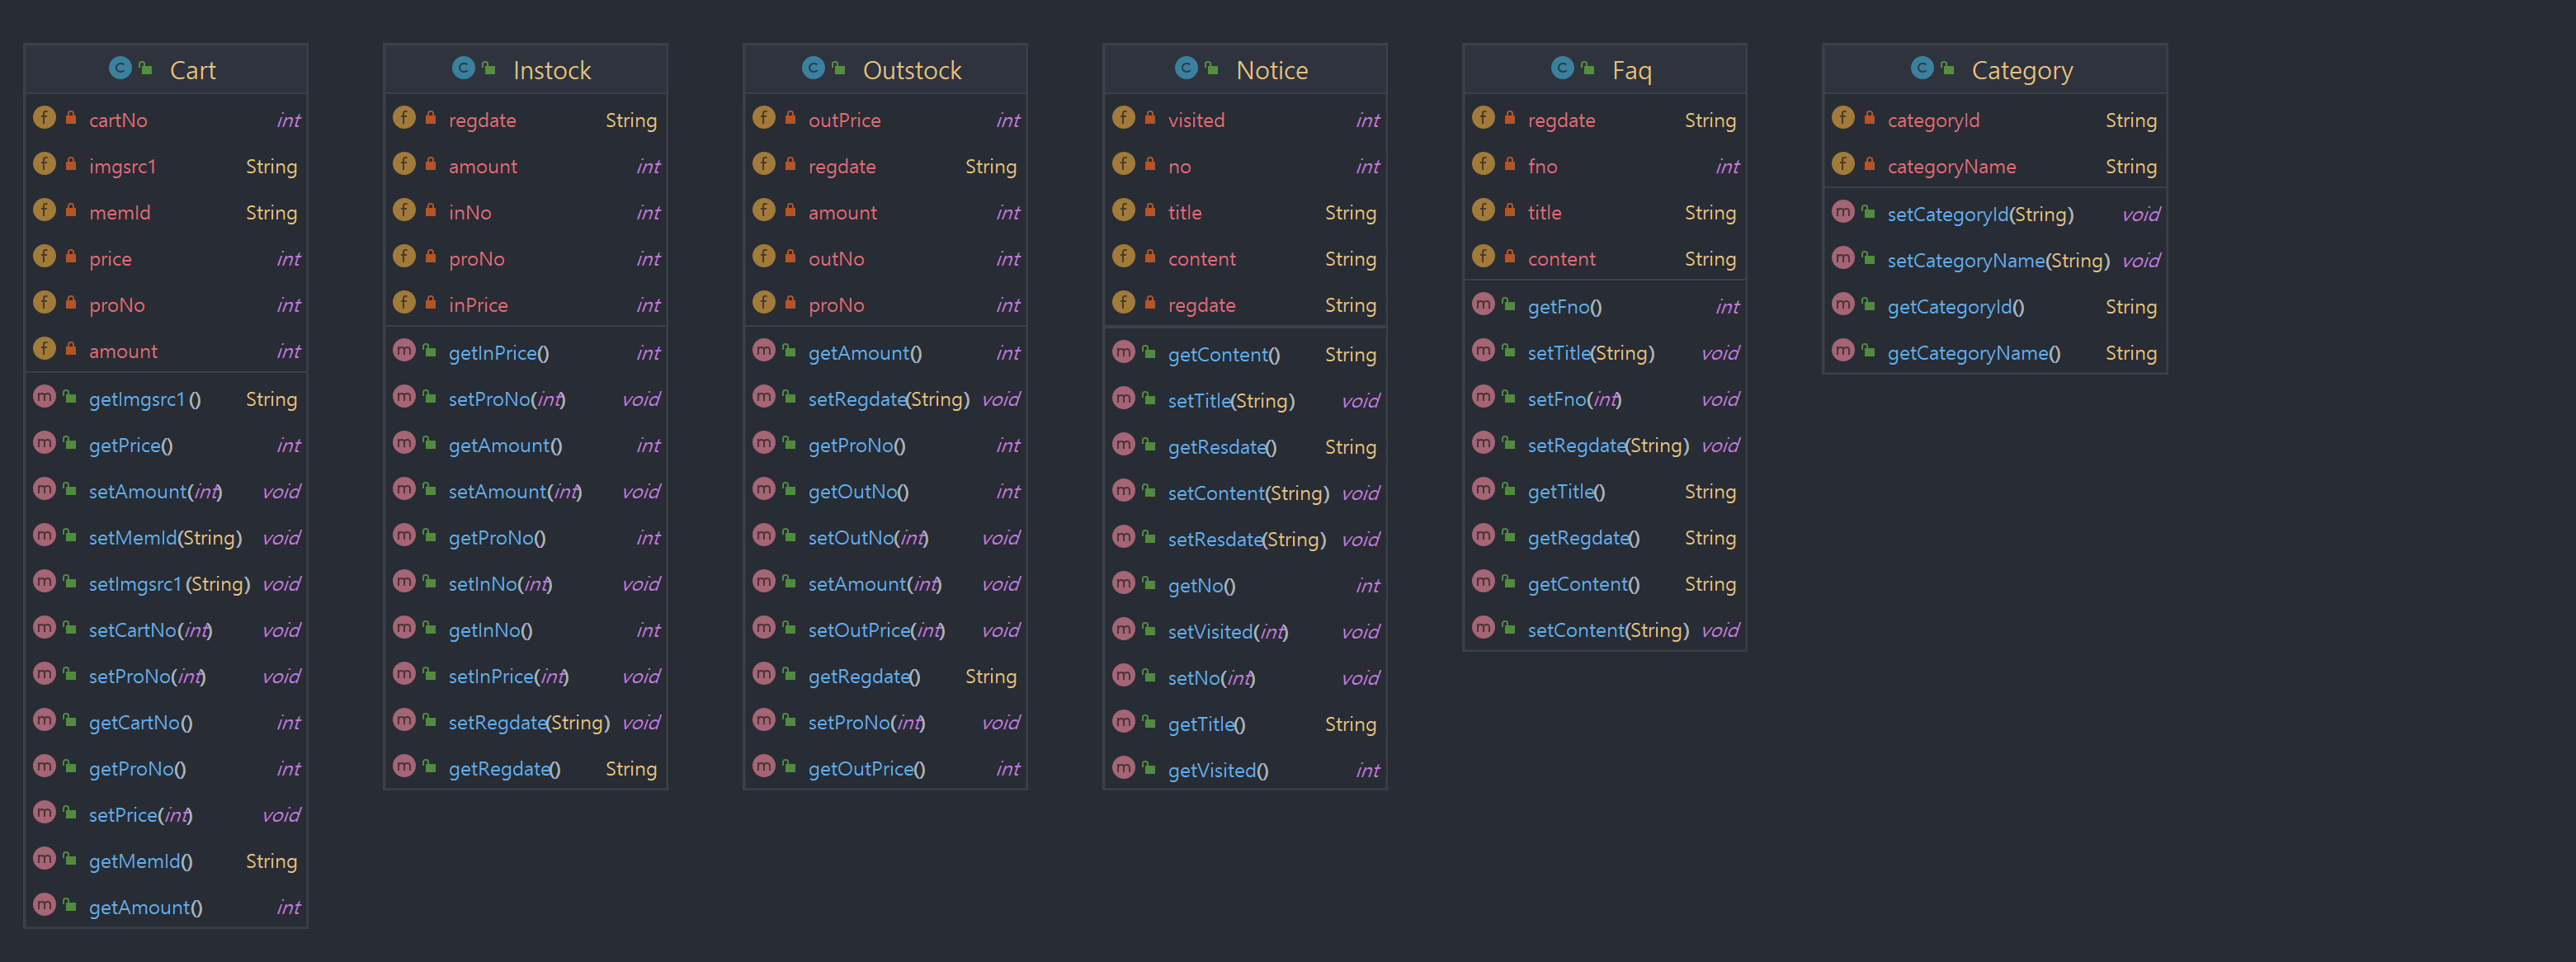 Cart
cartNo int
imgsrc1 String
memId String
price int
proNo int
amount int
getImgsrc1() String
getPrice() int
setAmount(int) void
setMemId(String) void
setImgsrc1(String) void
setCartNo(int) void
setProNo(int) void
getCartNo() int
getProNo() int
setPrice(int) void
getMemId() String
getAmount() int
Instock
regdate String
amount int
inNo int
proNo int
inPrice int
getInPrice() int
setProNo(int) void
getAmount() int
setAmount(int) void
getProNo() int
setInNo(int) void
getInNo() int
setInPrice(int) void
setRegdate(String) void
getRegdate() String
Outstock
outPrice int
regdate String
amount int
outNo int
proNo int
getAmount() int
setRegdate(String) void
getProNo() int
getOutNo() int
setOutNo(int) void
setAmount(int) void
setOutPrice(int) void
getRegdate() String
setProNo(int) void
getOutPrice() int
Notice
visited int
no int
title String
content String
regdate String
getContent() String
setTitle(String) void
getResdate() String
setContent(String) void
setResdate(String) void
getNo() int
setVisited(int) void
setNo(int) void
getTitle() String
getVisited() int
Faq
regdate String
fno int
title String
content String
getFno() int
setTitle(String) void
setFno(int) void
setRegdate(String) void
getTitle() String
getRegdate() String
getContent() String
setContent(String) void
Category
categoryId String
categoryName String
setCategoryId(String) void
setCategoryName(String) void
getCategoryId() String
getCategoryName() String